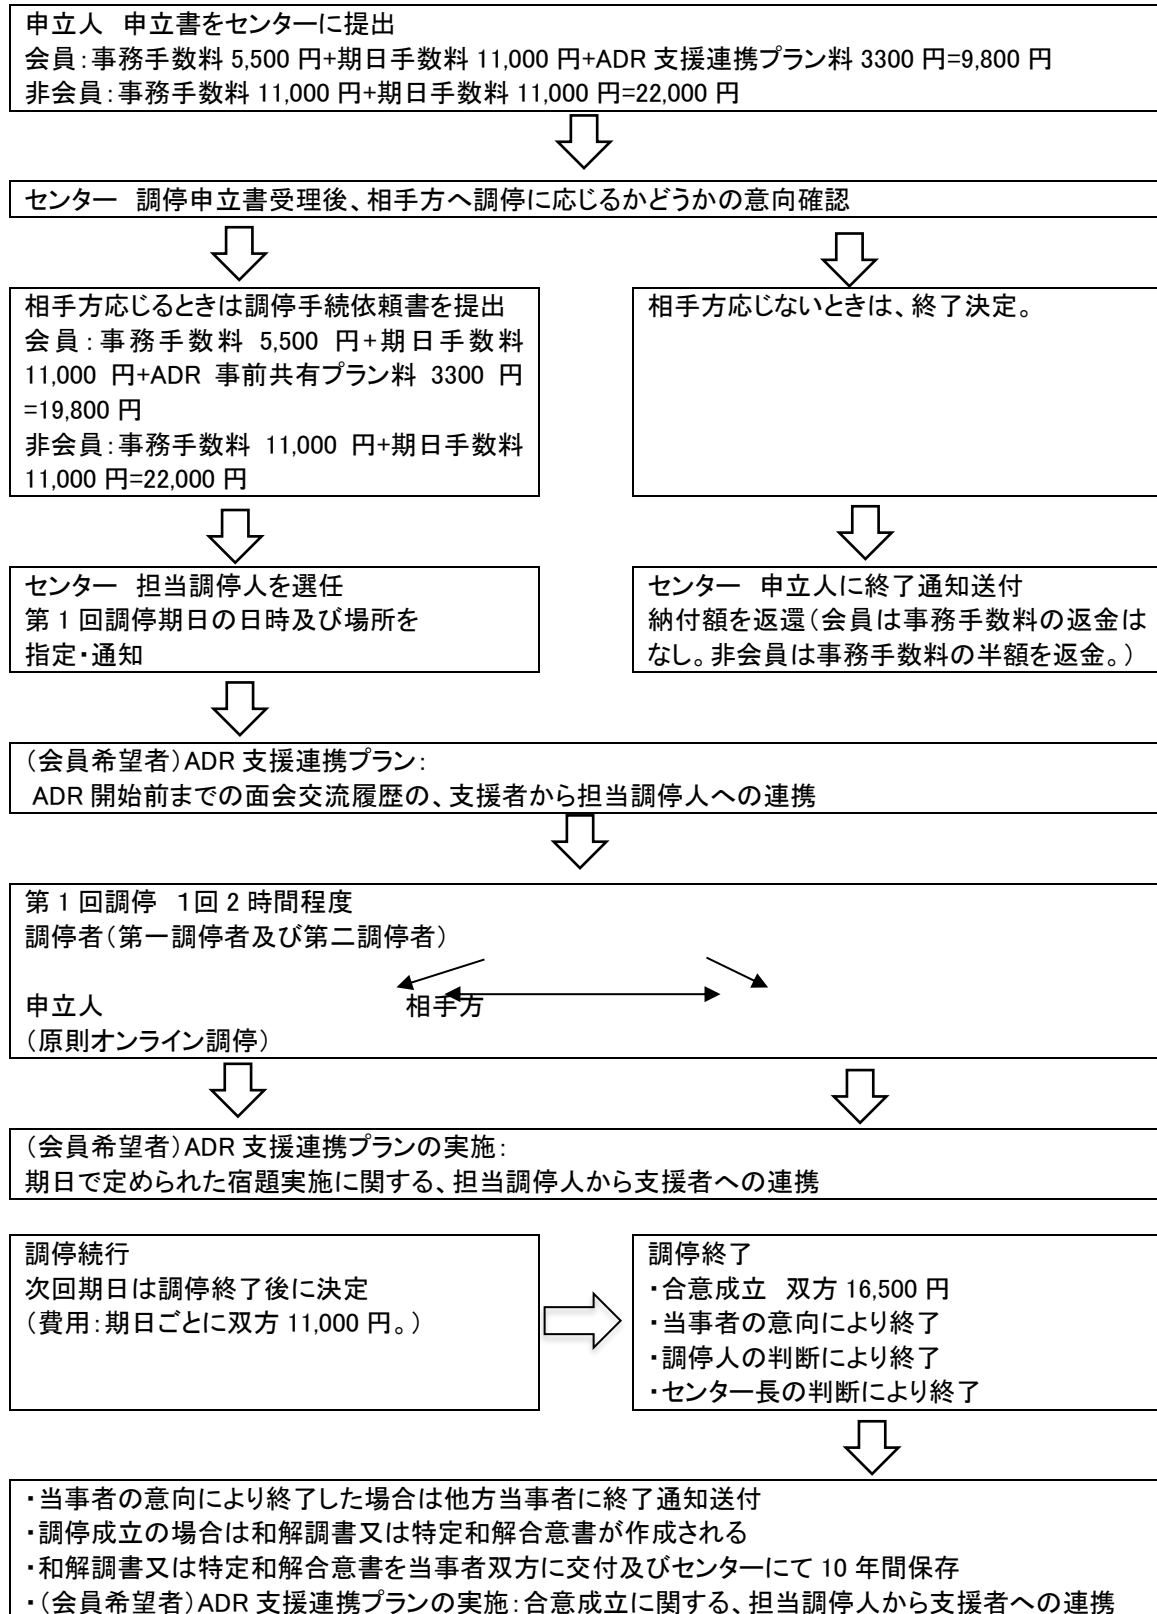 申立人　申立書をセンターに提出
会員：事務手数料 5,500 円+期日手数料 11,000 円+ADR 支援連携プラン料 3300 円=9,800 円
非会員：事務手数料 11,000 円+期日手数料 11,000 円=22,000 円
センター　調停申立書受理後、相手方へ調停に応じるかどうかの意向確認
相手方応じるときは調停手続依頼書を提出
会員：事務手数料 5,500 円+期日手数料
11,000 円+ADR 事前共有プラン料 3300 円
=19,800 円
非会員：事務手数料 11,000 円+期日手数料
11,000 円=22,000 円
相手方応じないときは、終了決定。
センター　担当調停人を選任
第 1 回調停期日の日時及び場所を
指定・通知
センター　申立人に終了通知送付
納付額を返還（会員は事務手数料の返金は
なし。非会員は事務手数料の半額を返金。）
（会員希望者）ADR 支援連携プラン：
ADR 開始前までの面会交流履歴の、支援者から担当調停人への連携
第 1 回調停　1回 2 時間程度
調停者（第一調停者及び第二調停者）
申立人　相手方
（原則オンライン調停）
（会員希望者）ADR 支援連携プランの実施：
期日で定められた宿題実施に関する、担当調停人から支援者への連携
調停続行
次回期日は調停終了後に決定
（費用：期日ごとに双方 11,000 円。）
調停終了
・合意成立　双方 16,500 円
・当事者の意向により終了
・調停人の判断により終了
・センター長の判断により終了
・当事者の意向により終了した場合は他方当事者に終了通知送付
・調停成立の場合は和解調書又は特定和解合意書が作成される
・和解調書又は特定和解合意書を当事者双方に交付及びセンターにて 10 年間保存
・（会員希望者）ADR 支援連携プランの実施：合意成立に関する、担当調停人から支援者への連携